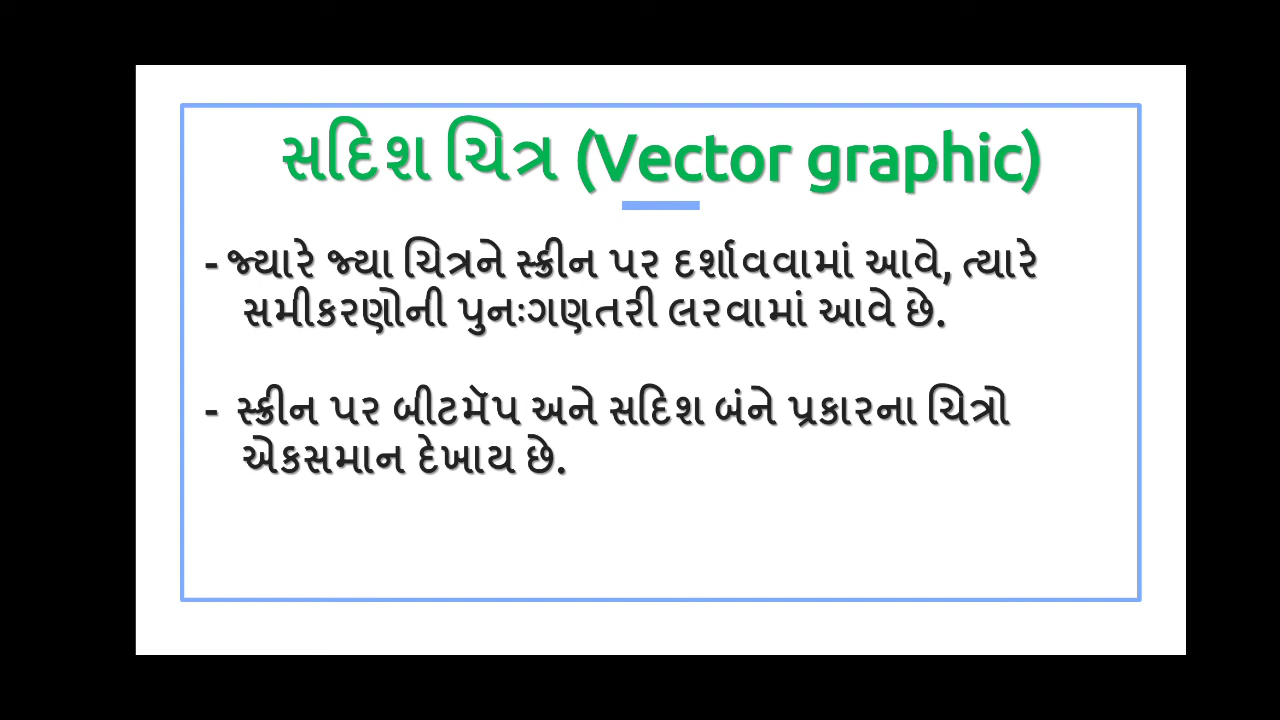 સદિશ ચિત્ર (Vector graphic)
- જ્યારે જ્યા ચિત્રને સ્ક્રીન પર દર્શાવવામાં આવે, ત્યારે
સમીકરણોની પુનઃગણતરી લરવામાં આવે છે.
- સ્ક્રીન પર બીટમૅપ અને સદિશ બંને પ્રકારના ચિત્રો
એકસમાન દેખાય છે.